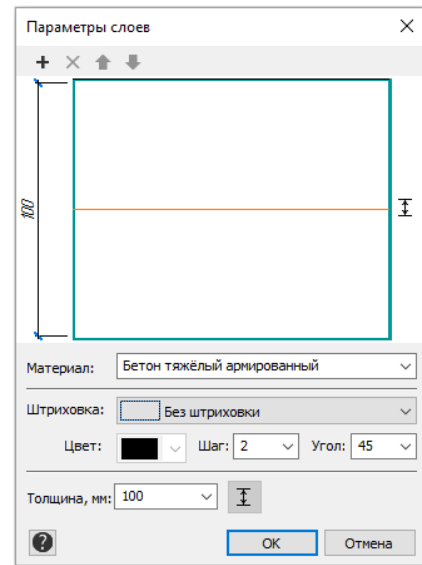 Параметры слоев
100
Материал: Бетон тяжёлый армированный
Штриховка: Без штриховки
Цвет: Шаг: 2 Угол: 45
Толщина, мм: 100
? OK Отмена